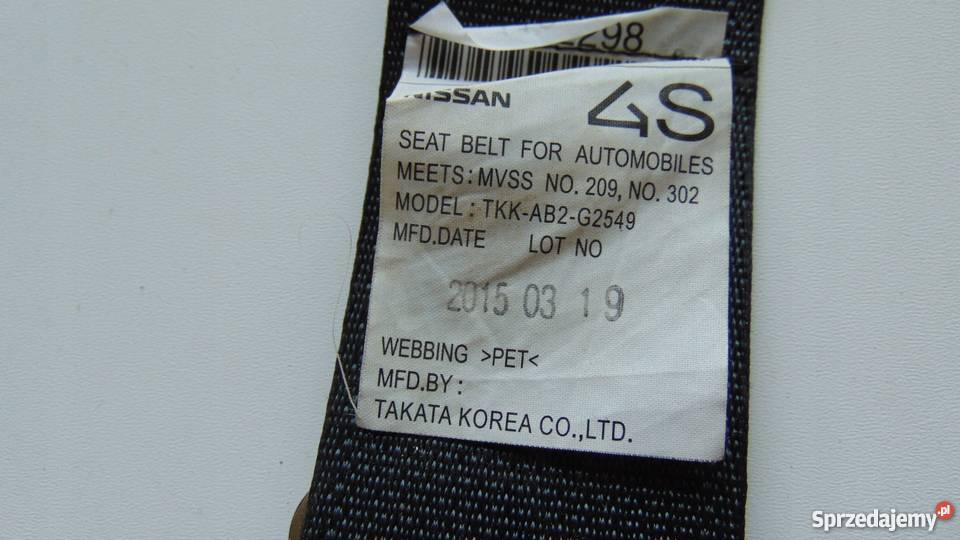 298
NISSAN
4S
SEAT BELT FOR AUTOMOBILES
MEETS: MVSS NO. 209, NO. 302
MODEL : TKK-AB2-G2549
MFD.DATE LOT NO
2015 03 19
WEBBING >PET<
MFD.BY :
TAKATA KOREA CO.,LTD.
Sprzedajemy.pl